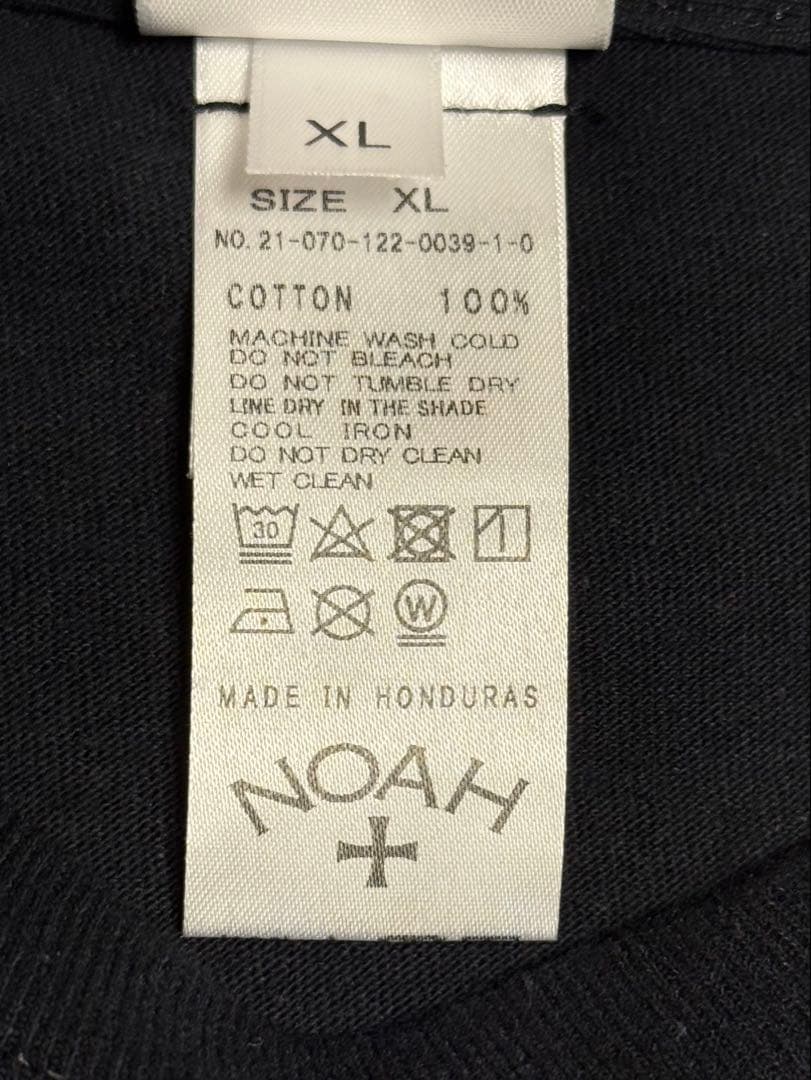 XL
SIZE XL
NO. 21-070-122-0039-1-0
COTTON 100%
MACHINE WASH COLD
DO NOT BLEACH
DO NOT TUMBLE DRY
LINE DRY IN THE SHADE
COOL IRON
DO NOT DRY CLEAN
WET CLEAN
30
W
MADE IN HONDURAS
NOAH